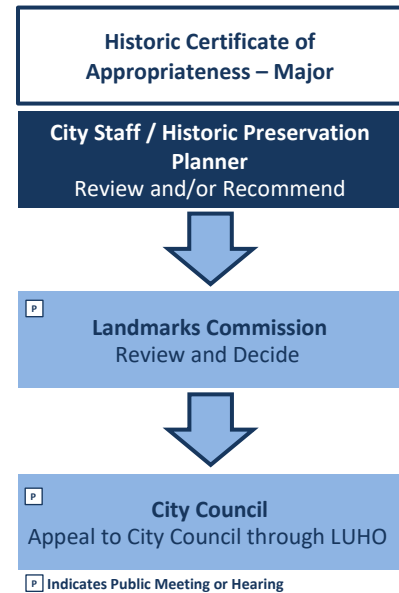 Historic Certificate of
Appropriateness – Major
City Staff / Historic Preservation
Planner
Review and/or Recommend
P
Landmarks Commission
Review and Decide
P
City Council
Appeal to City Council through LUHO
P Indicates Public Meeting or Hearing